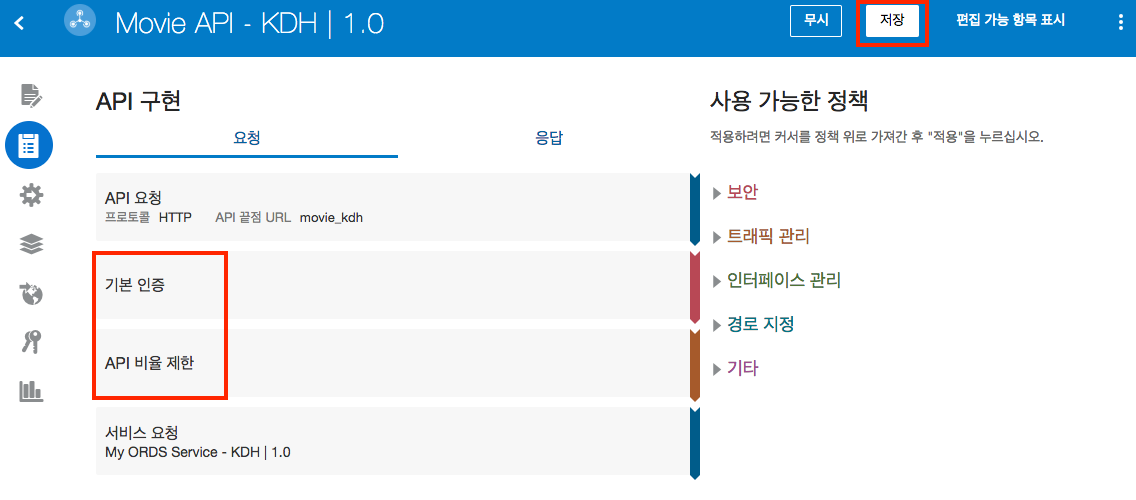 Movie API - KDH | 1.0
무시
저장
편집 가능 항목 표시
API 구현
요청
응답
API 요청
프로토콜 HTTP API 끝점 URL movie_kdh
기본 인증
API 비율 제한
서비스 요청
My ORDS Service - KDH | 1.0
사용 가능한 정책
적용하려면 커서를 정책 위로 가져간 후 "적용"을 누르십시오.
보안
트래픽 관리
인터페이스 관리
경로 지정
기타